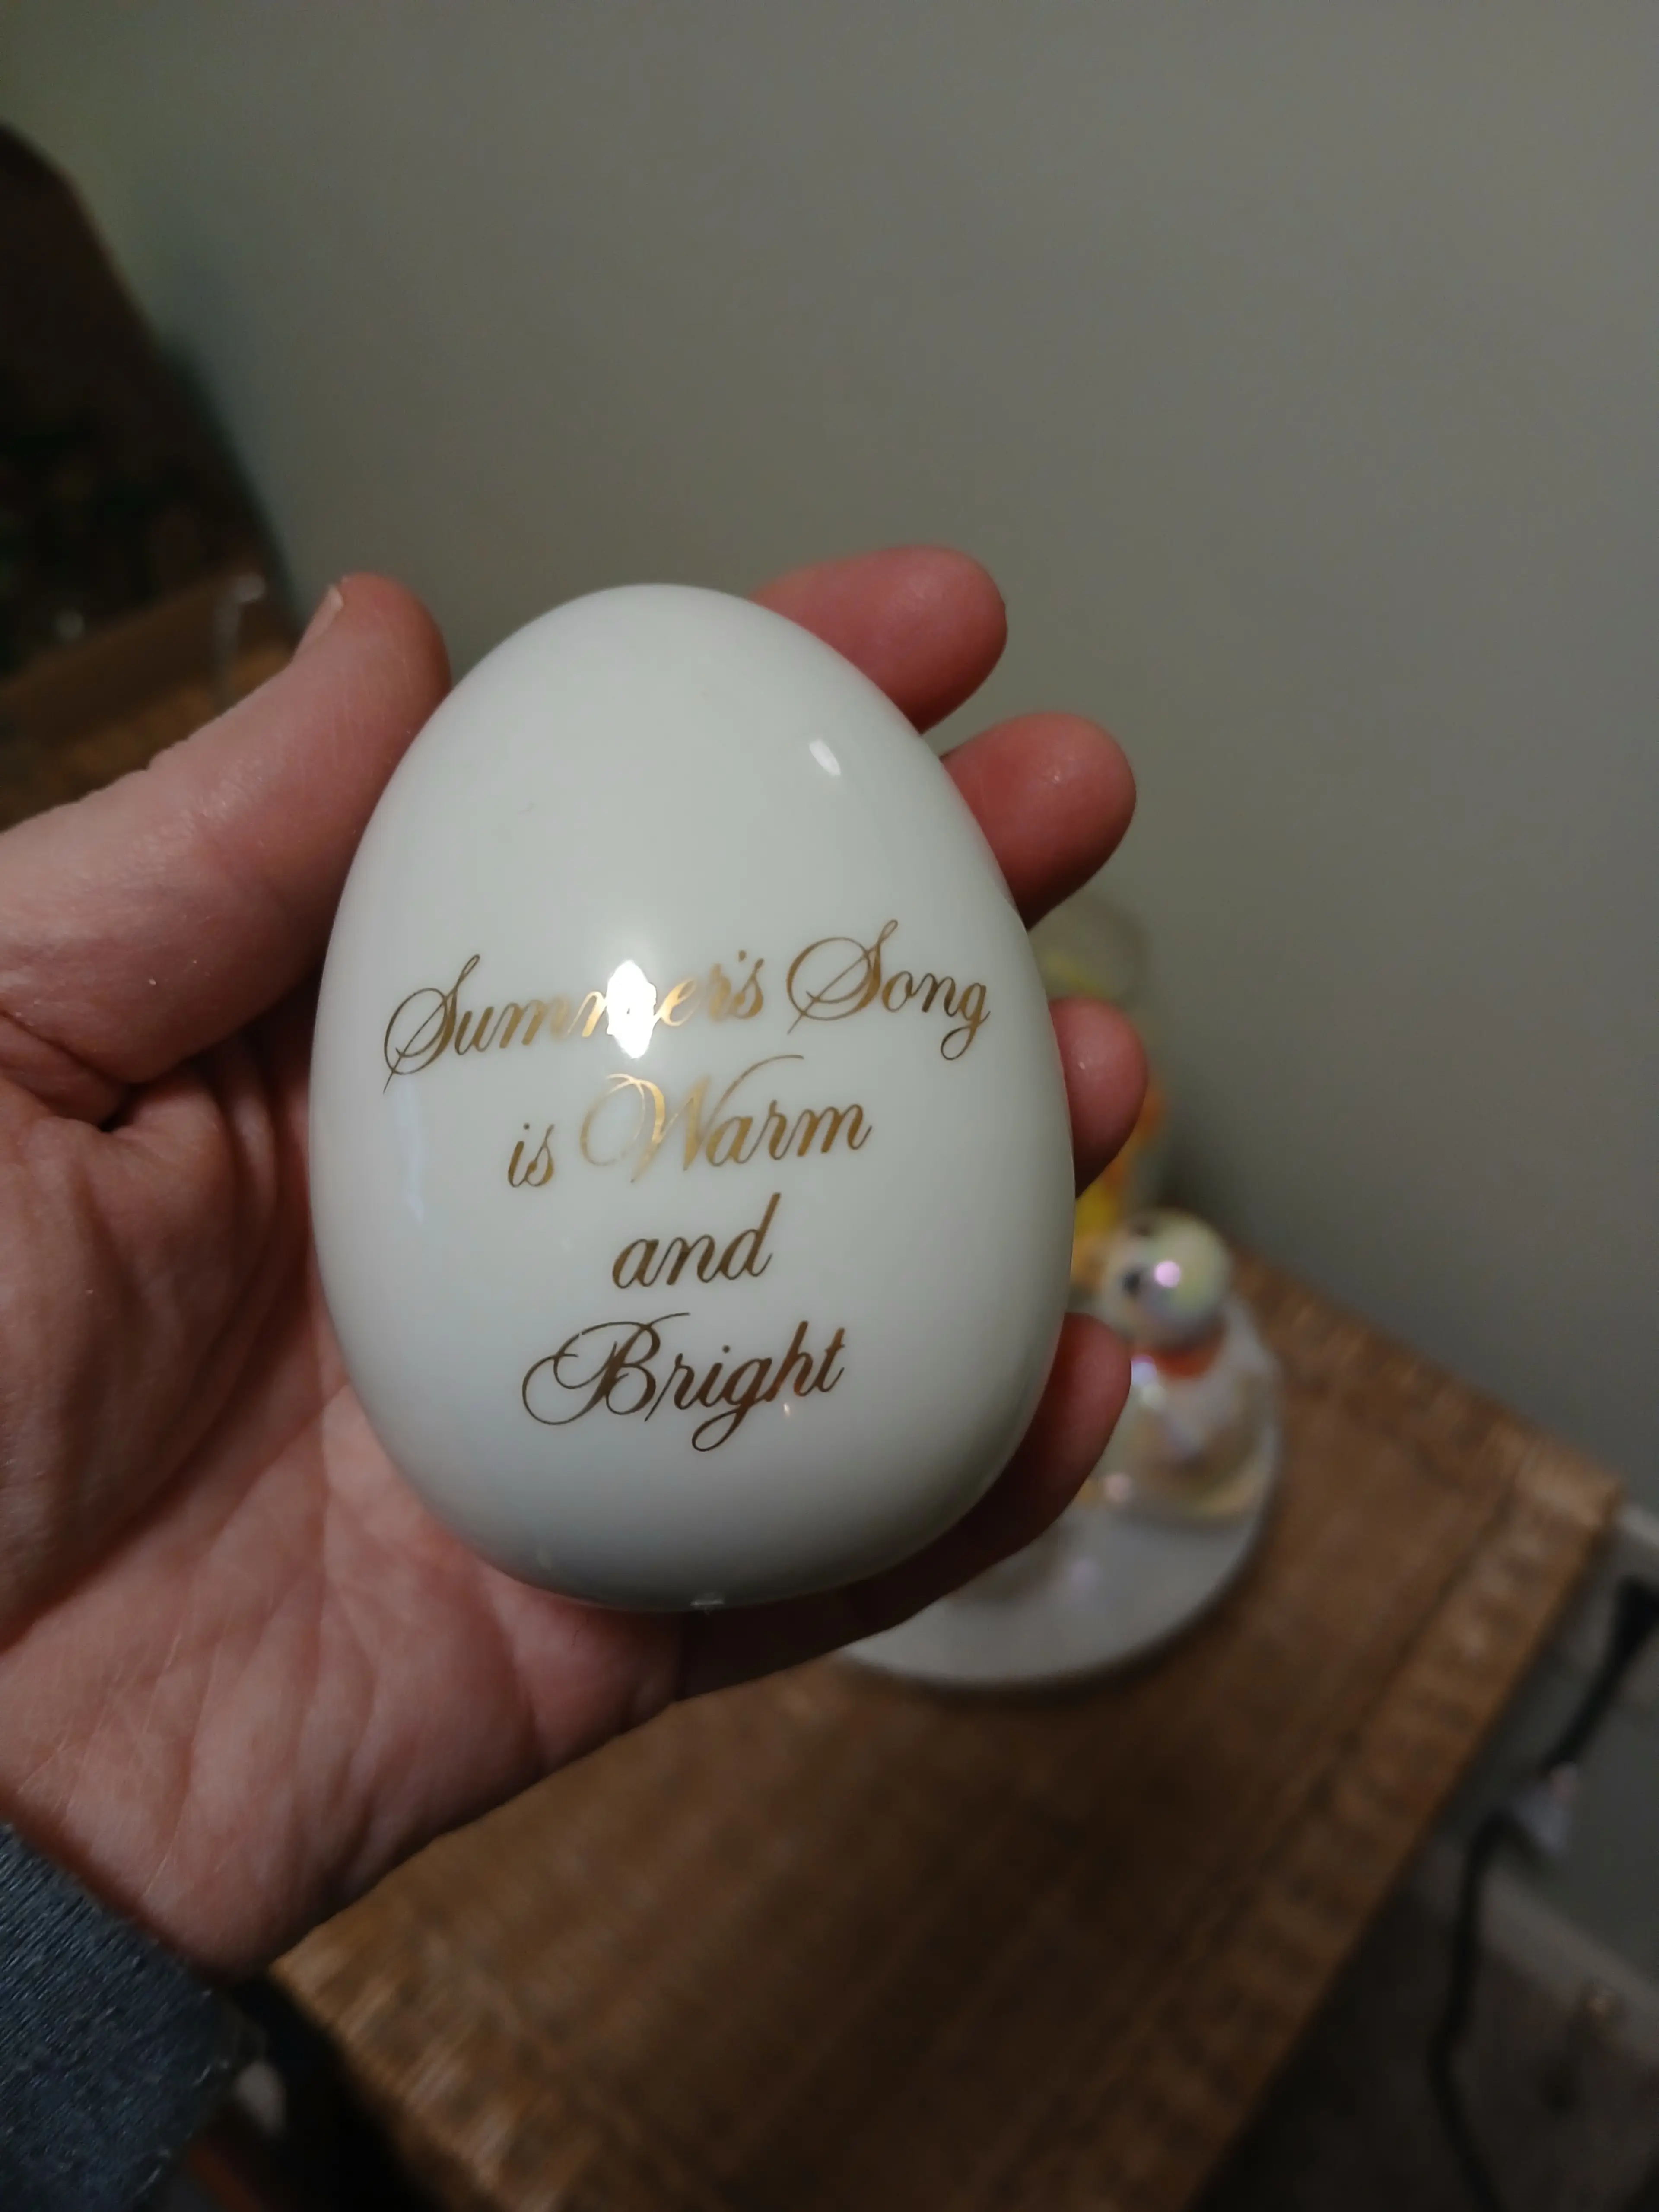 Summer's Song
is Warm
and
Bright